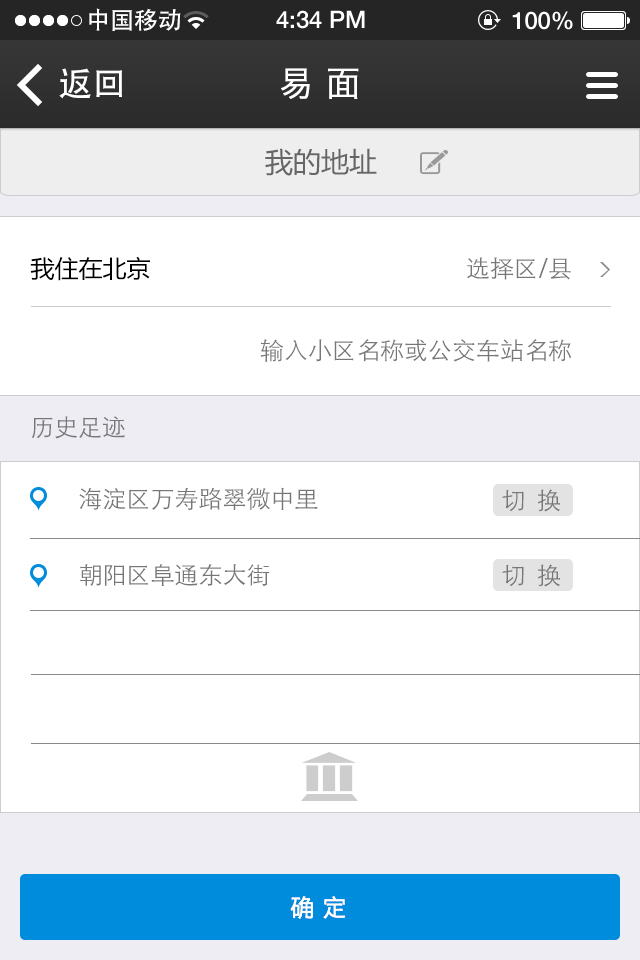 中国移动 4:34 PM 100%
返回 易 面
我的地址
我住在北京 选择区/县
输入小区名称或公交车站名称
历史足迹
海淀区万寿路翠微中里 切 换
朝阳区阜通东大街 切 换
确 定